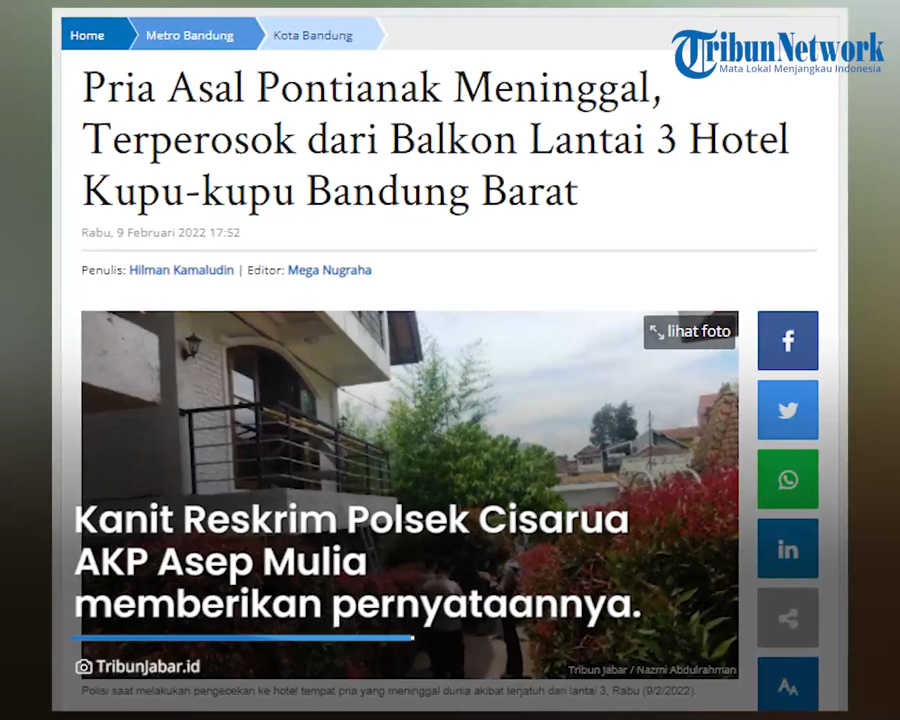 Home
Metro Bandung
Kota Bandung
TribunNetwork
Mata Lokal Menjangkau Indonesia
Pria Asal Pontianak Meninggal,
Terperosok dari Balkon Lantai 3 Hotel
Kupu-kupu Bandung Barat
Rabu, 9 Februari 2022 17:52
Penulis: Hilman Kamaludin | Editor: Mega Nugraha
lihat foto
Kanit Reskrim Polsek Cisarua
AKP Asep Mulia
memberikan pernyataannya.
TribunJabar.id
Tribun Jabar / Nazmi Abdulrahman
Polisi saat melakukan pengecekan ke hotel tempat pria yang meninggal dunia akibat terjatuh dari lantai 3, Rabu (9/2/2022).